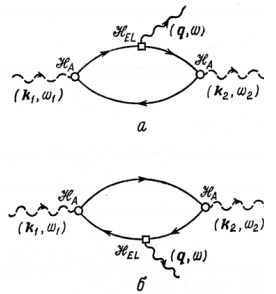 ℋ_EL (q, ω)
ℋ_A ℋ_A
(k₁, ω₁) (k₂, ω₂)
а
ℋ_A ℋ_A
(k₁, ω₁) (k₂, ω₂)
ℋ_EL (q, ω)
б